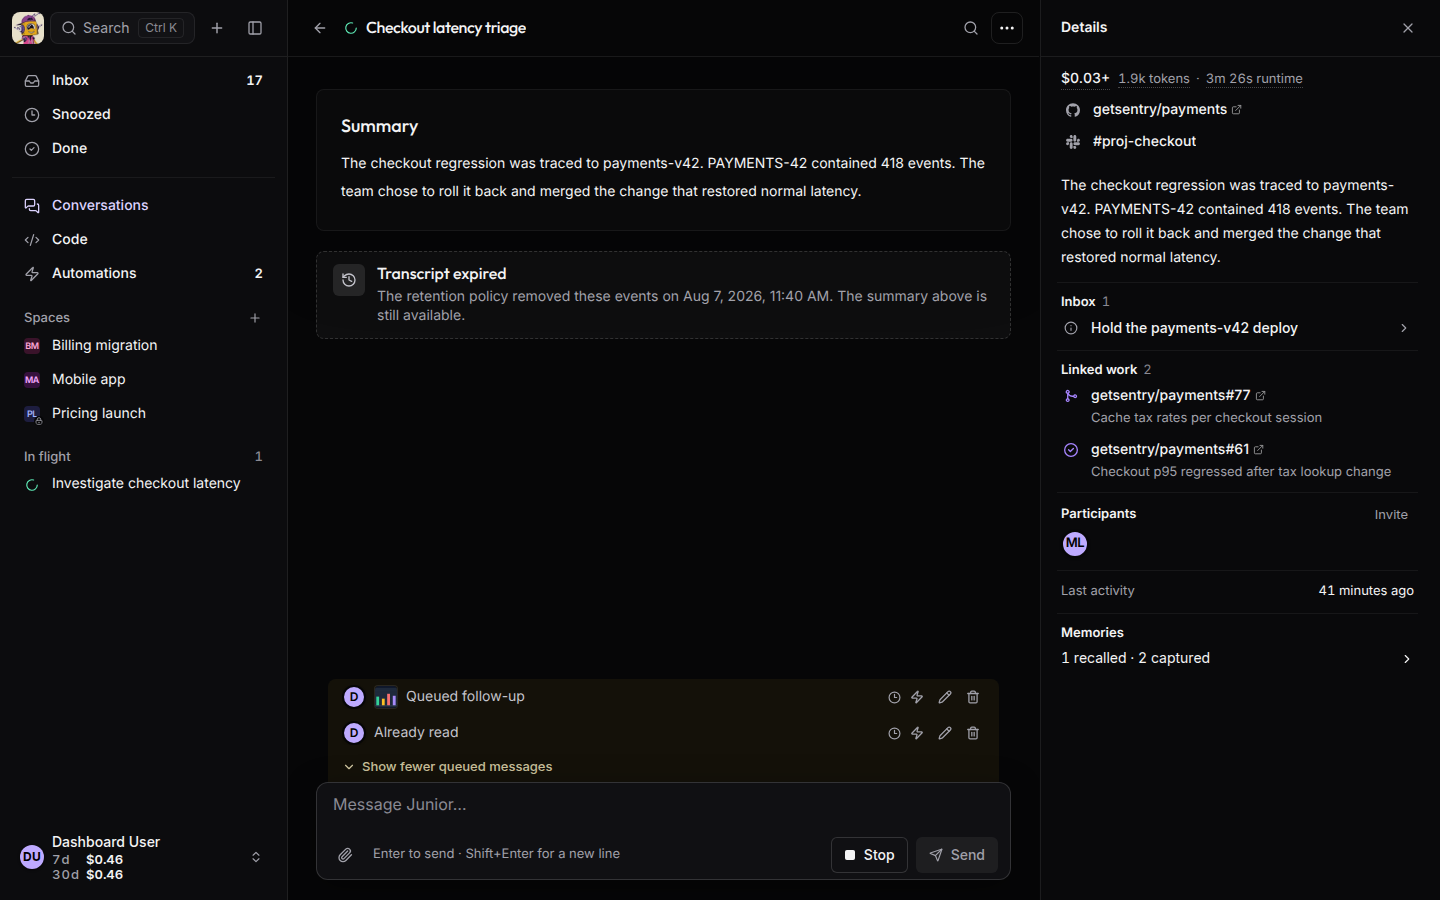 Search Ctrl K
Inbox 17
Snoozed
Done
Conversations
Code
Automations 2
Spaces
BM Billing migration
MA Mobile app
PL Pricing launch
In flight 1
Investigate checkout latency
DU Dashboard User
7d $0.46
30d $0.46
Checkout latency triage
Summary
The checkout regression was traced to payments-v42. PAYMENTS-42 contained 418 events. The
team chose to roll it back and merged the change that restored normal latency.
Transcript expired
The retention policy removed these events on Aug 7, 2026, 11:40 AM. The summary above is
still available.
D Queued follow-up
D Already read
Show fewer queued messages
Message Junior...
Enter to send · Shift+Enter for a new line
Stop
Send
Details
$0.03+ 1.9k tokens · 3m 26s runtime
getsentry/payments
#proj-checkout
The checkout regression was traced to payments-
v42. PAYMENTS-42 contained 418 events. The team
chose to roll it back and merged the change that
restored normal latency.
Inbox 1
Hold the payments-v42 deploy
Linked work 2
getsentry/payments#77
Cache tax rates per checkout session
getsentry/payments#61
Checkout p95 regressed after tax lookup change
Participants Invite
ML
Last activity 41 minutes ago
Memories
1 recalled · 2 captured